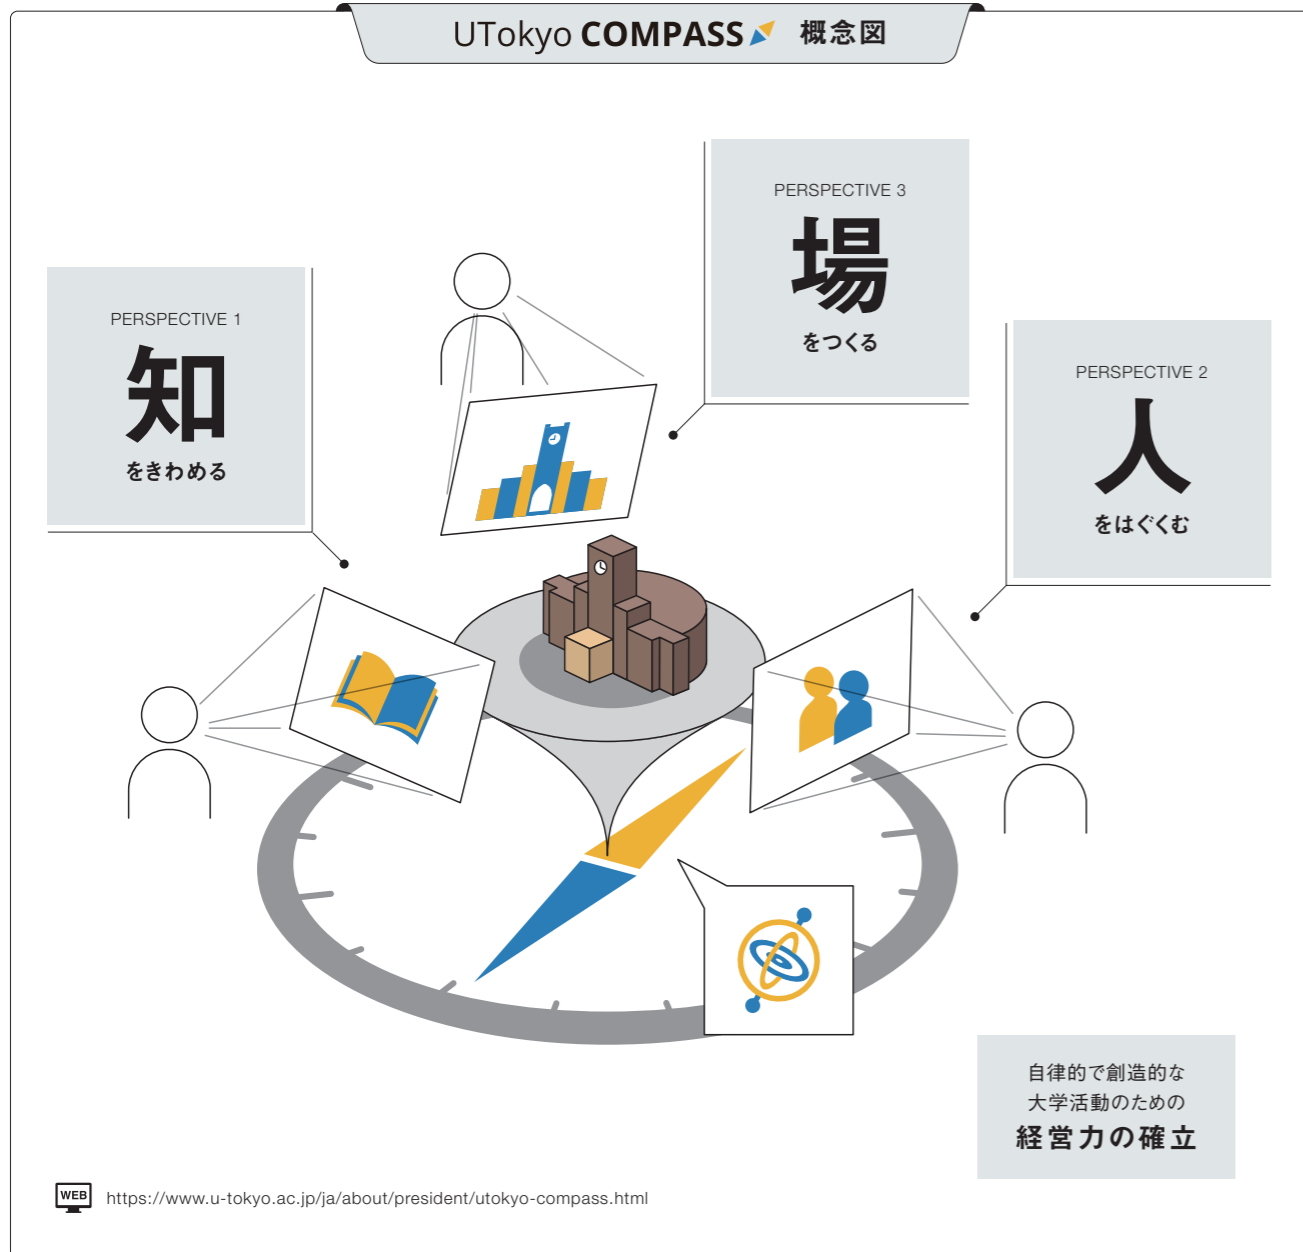 UTokyo COMPASS 概念図
PERSPECTIVE 1
知
をきわめる
PERSPECTIVE 3
場
をつくる
PERSPECTIVE 2
人
をはぐくむ
自律的で創造的な
大学活動のための
経営力の確立
WEB https://www.u-tokyo.ac.jp/ja/about/president/utokyo-compass.html